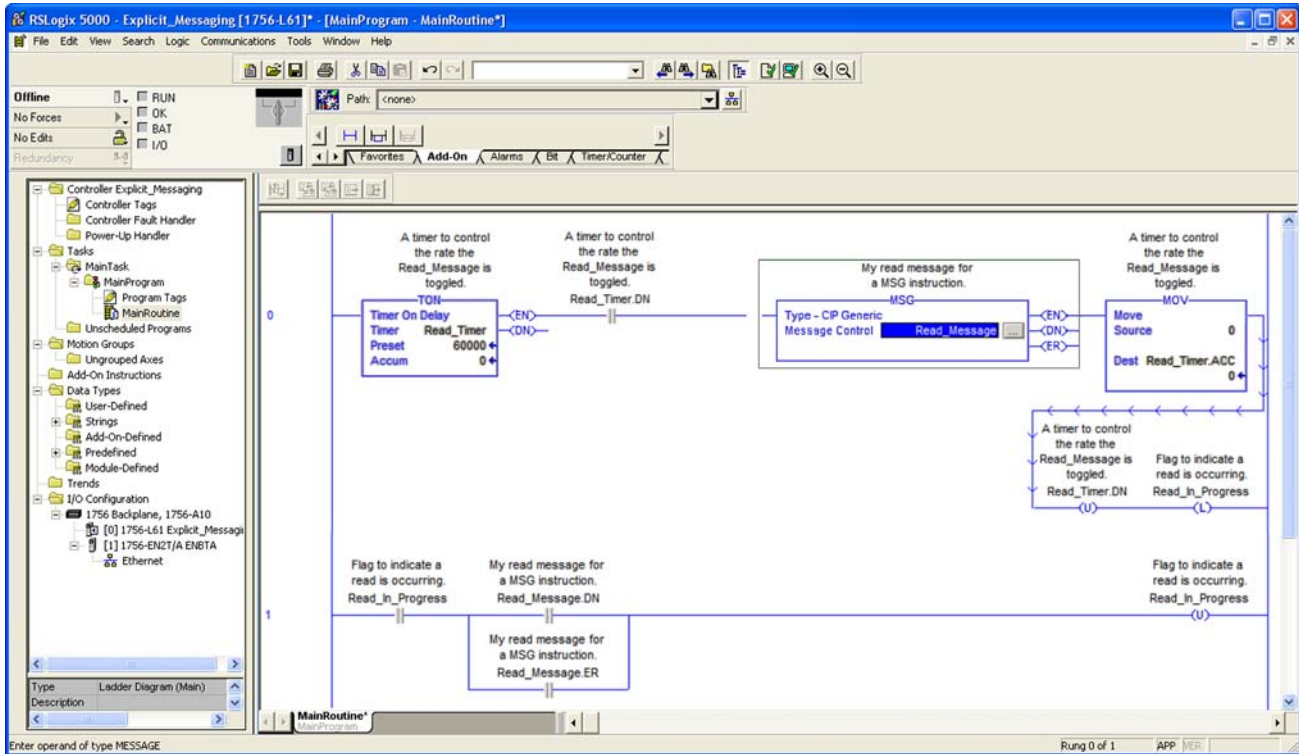 RSLogix 5000 - Explicit_Messaging [1756-L61]* - [MainProgram - MainRoutine*]
File Edit View Search Logic Communications Tools Window Help
Offline
RUN
No Forces
OK
No Edits
BAT
Redundancy
I/O
Path: <none>
Favorites Add-On Alarms Bit Timer/Counter
Controller Explicit_Messaging
Controller Tags
Controller Fault Handler
Power-Up Handler
Tasks
MainTask
MainProgram
Program Tags
MainRoutine
Unscheduled Programs
Motion Groups
Ungrouped Axes
Add-On Instructions
Data Types
User-Defined
Strings
Add-On-Defined
Predefined
Module-Defined
Trends
I/O Configuration
1756 Backplane, 1756-A10
[0] 1756-L61 Explicit_Messagi
[1] 1756-EN2T/A ENBTA
Ethernet
Type Ladder Diagram (Main)
Description
0
A timer to control
the rate the
Read_Message is
toggled.
TON
Timer On Delay
Timer Read_Timer
Preset 60000
Accum 0
EN
DN
A timer to control
the rate the
Read_Message is
toggled.
Read_Timer.DN
My read message for
a MSG instruction.
MSG
Type - CIP Generic
Message Control Read_Message ...
EN
DN
ER
A timer to control
the rate the
Read_Message is
toggled.
MOV
Move
Source 0
Dest Read_Timer.ACC
0
A timer to control
the rate the
Read_Message is
toggled.
Read_Timer.DN
U
Flag to indicate a
read is occurring.
Read_In_Progress
L
1
Flag to indicate a
read is occurring.
Read_In_Progress
My read message for
a MSG instruction.
Read_Message.DN
My read message for
a MSG instruction.
Read_Message.ER
Flag to indicate a
read is occurring.
Read_In_Progress
U
MainRoutine*
MainProgram
Enter operand of type MESSAGE
Rung 0 of 1
APP
VER